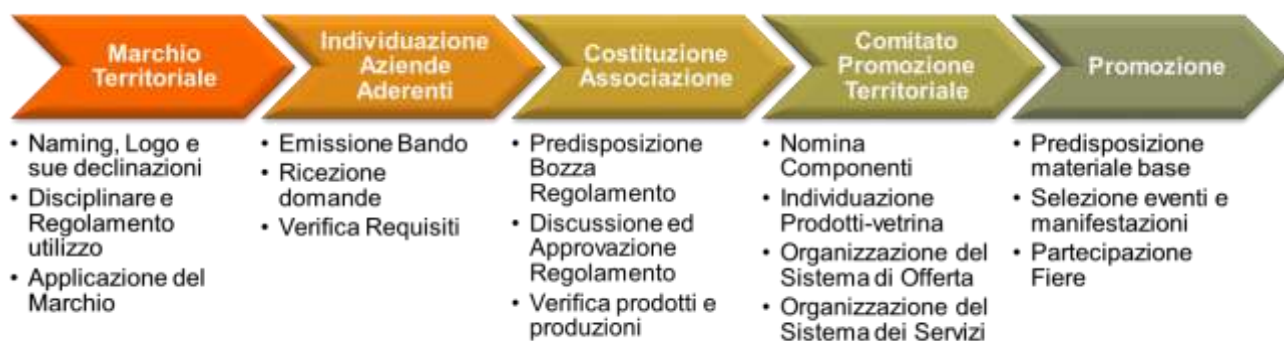 Marchio
Territoriale
Individuazione
Aziende
Aderenti
Costituzione
Associazione
Comitato
Promozione
Territoriale
Promozione
• Naming, Logo e
sue declinazioni
• Disciplinare e
Regolamento
utilizzo
• Applicazione del
Marchio
• Emissione Bando
• Ricezione
domande
• Verifica Requisiti
• Predisposizione
Bozza
Regolamento
• Discussione ed
Approvazione
Regolamento
• Verifica prodotti e
produzioni
• Nomina
Componenti
• Individuazione
Prodotti-vetrina
• Organizzazione del
Sistema di Offerta
• Organizzazione del
Sistema dei Servizi
• Predisposizione
materiale base
• Selezione eventi e
manifestazioni
• Partecipazione
Fiere